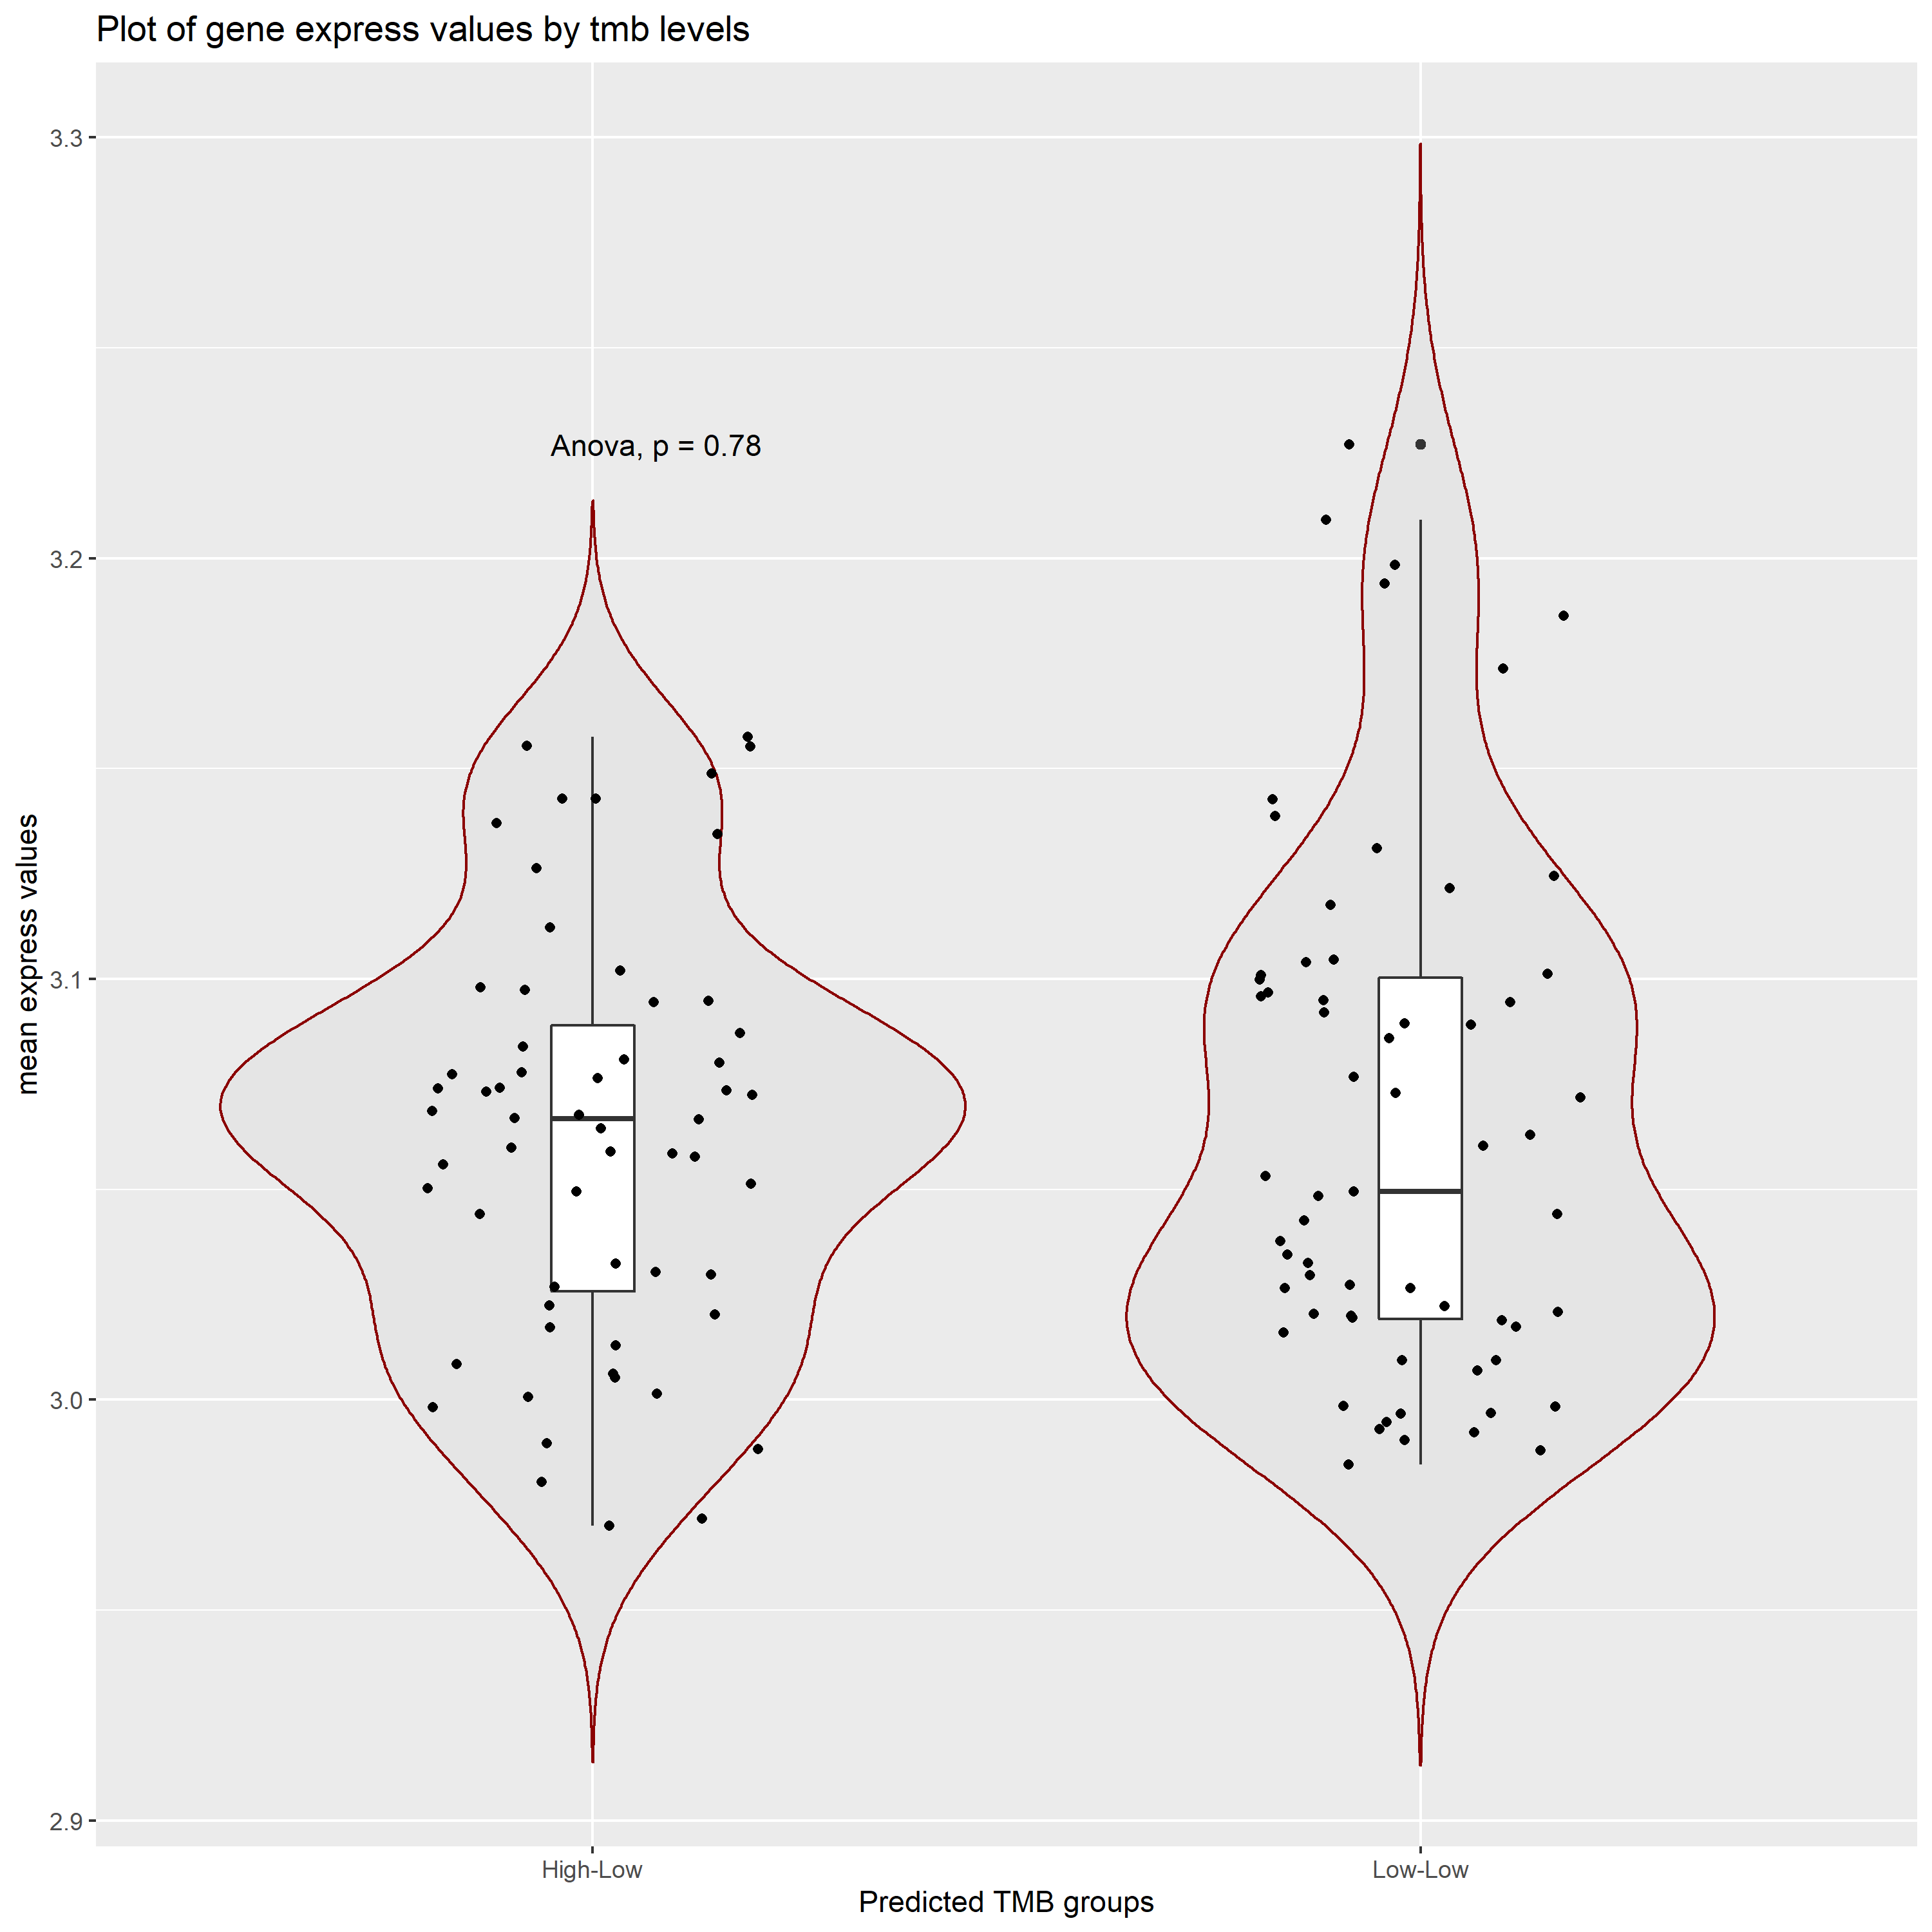 Plot of gene express values by tmb levels
3.3
3.2
3.1
3.0
2.9
mean express values
Anova, p = 0.78
High-Low
Low-Low
Predicted TMB groups